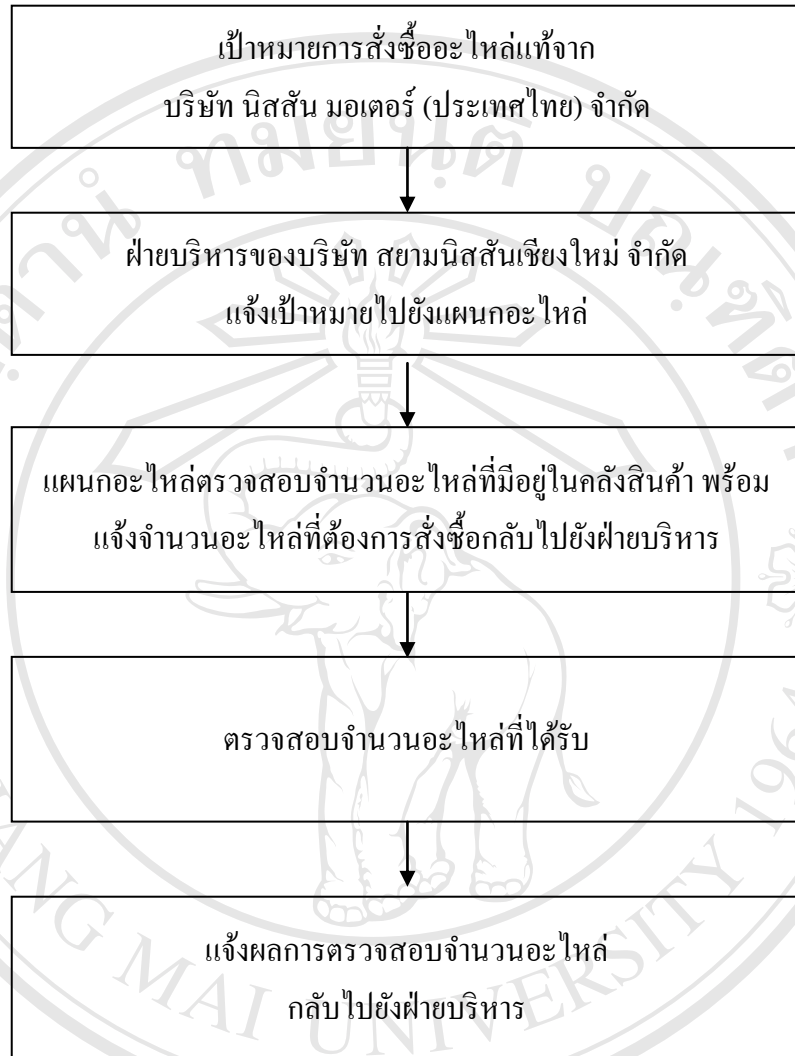 เป้าหมายการสั่งซื้ออะไหล่แท้จาก
บริษัท นิสสัน มอเตอร์ (ประเทศไทย) จำกัด
ฝ่ายบริหารของบริษัท สยามนิสสันเชียงใหม่ จำกัด
แจ้งเป้าหมายไปยังแผนกอะไหล่
แผนกอะไหล่ตรวจสอบจำนวนอะไหล่ที่มีอยู่ในคลังสินค้า พร้อม
แจ้งจำนวนอะไหล่ที่ต้องการสั่งซื้อกลับไปยังฝ่ายบริหาร
ตรวจสอบจำนวนอะไหล่ที่ได้รับ
แจ้งผลการตรวจสอบจำนวนอะไหล่
กลับไปยังฝ่ายบริหาร
ANG MAI UNIVERSITY 1964